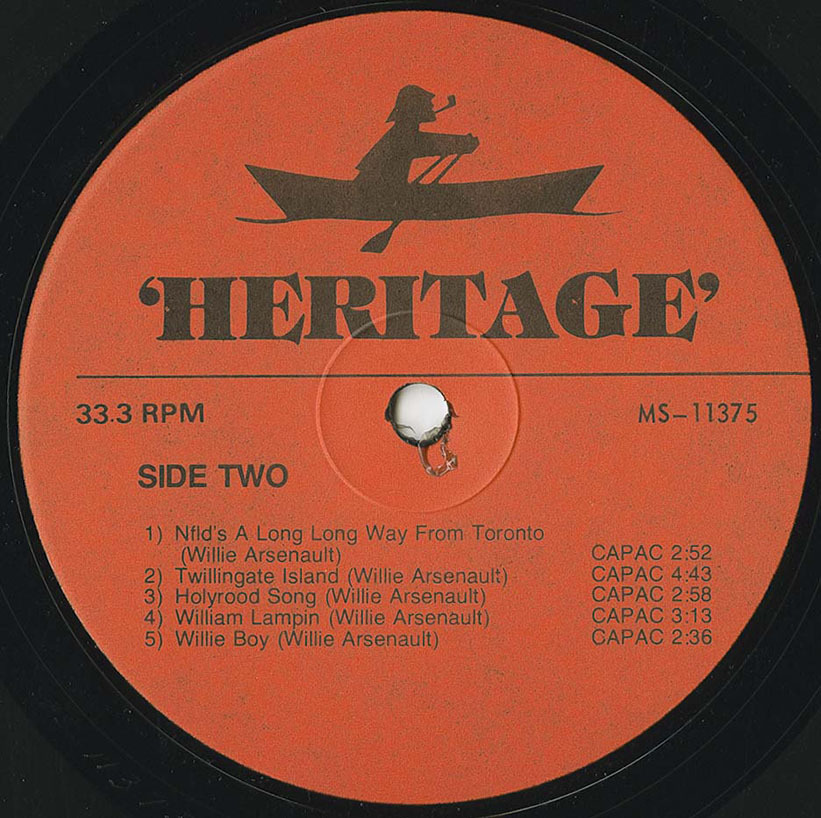 'HERITAGE'
33.3 RPM
MS-11375
SIDE TWO
1) Nfld's A Long Long Way From Toronto
(Willie Arsenault) CAPAC 2:52
2) Twillingate Island (Willie Arsenault) CAPAC 4:43
3) Holyrood Song (Willie Arsenault) CAPAC 2:58
4) William Lampin (Willie Arsenault) CAPAC 3:13
5) Willie Boy (Willie Arsenault) CAPAC 2:36